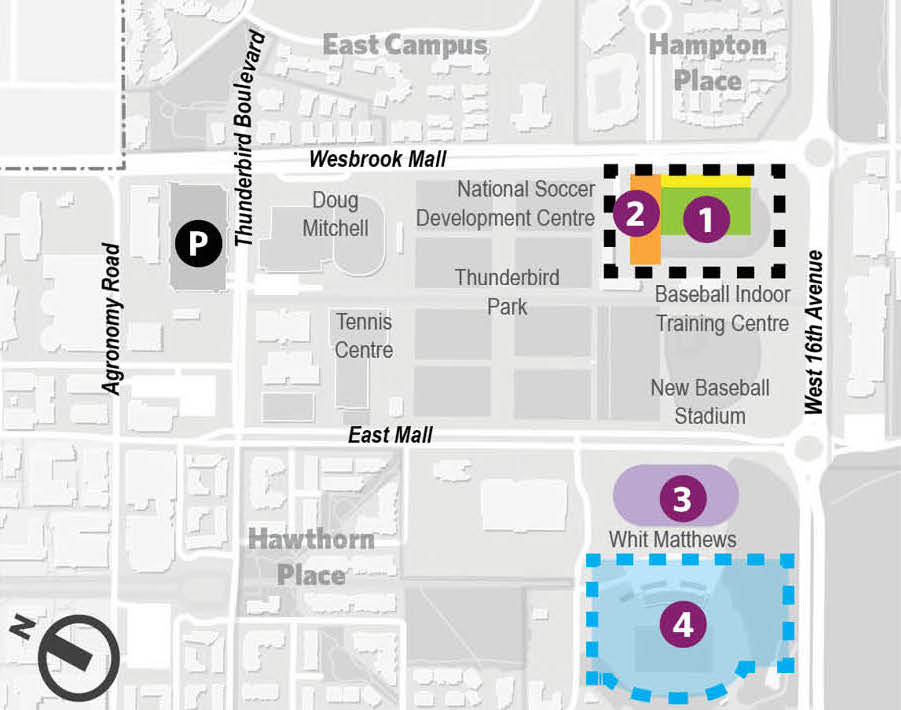 East Campus
Hampton
Place
Thunderbird Boulevard
Wesbrook Mall
National Soccer
Development Centre
2
1
Doug
Mitchell
P
Agronomy Road
Thunderbird
Park
Baseball Indoor
Training Centre
West 16th Avenue
Tennis
Centre
New Baseball
Stadium
East Mall
3
Whit Matthews
Hawthorn
Place
4
N